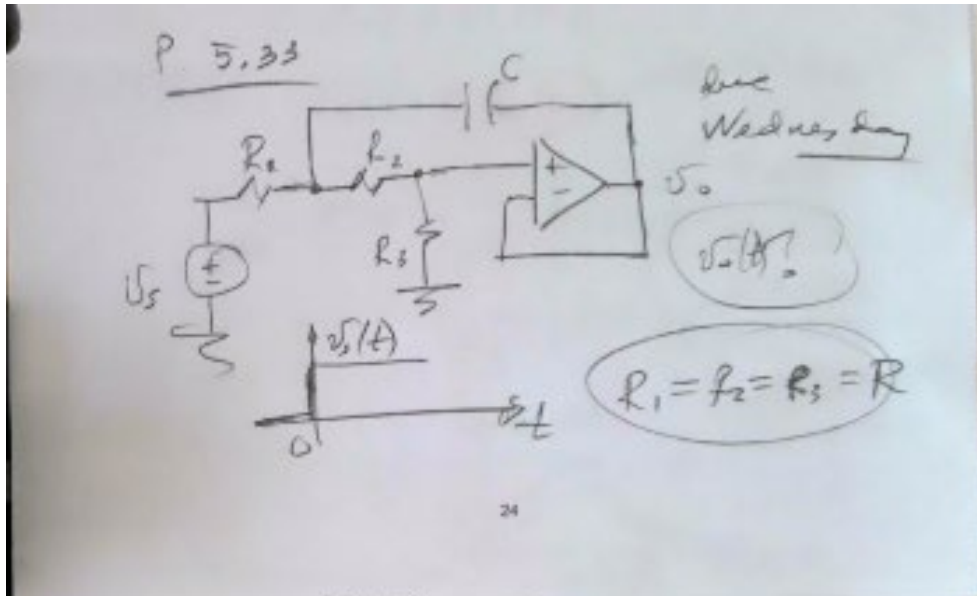 P 5,33
C
due
Wednesday
R₁
R₂
+
-
v₀
R₃
v₀(t)?
+
-
vₛ
vₛ(t)
R₁ = R₂ = R₃ = R
t
0
24